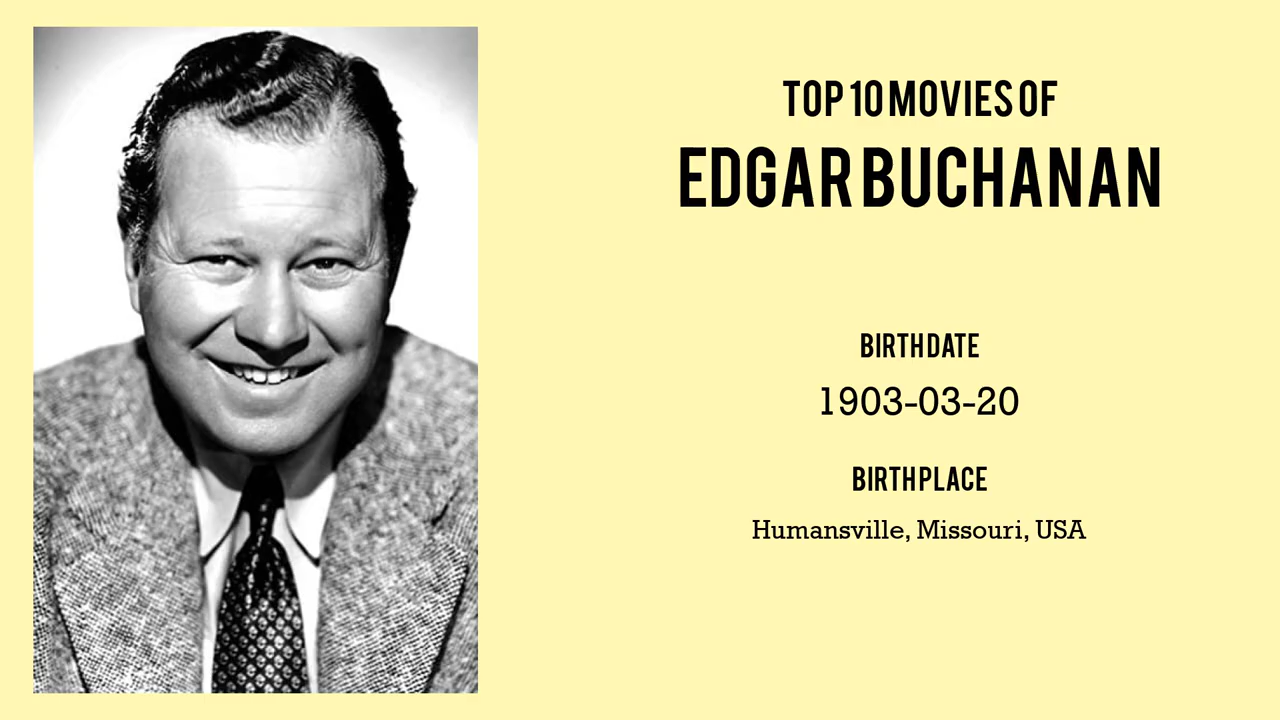 TOP 10 MOVIES OF
EDGAR BUCHANAN
BIRTHDATE
1903-03-20
BIRTHPLACE
Humansville, Missouri, USA